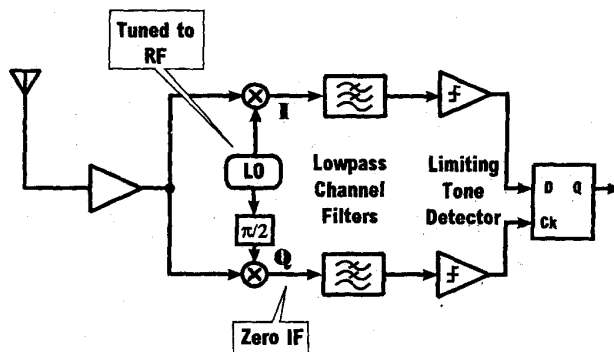 Tuned to
RF
I
LO
π/2
Q
Zero IF
Lowpass
Channel
Filters
Limiting
Tone
Detector
D Q
Ck